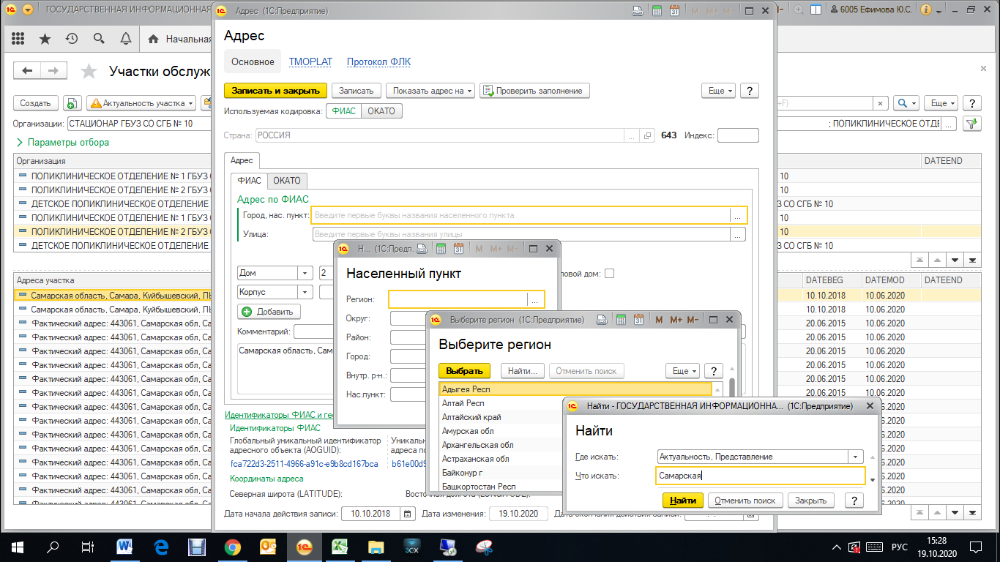 ГОСУДАРСТВЕННАЯ ИНФОРМАЦИОННАЯ
Адрес (1С:Предприятие)
M M+ M-
6005 Ефимова Ю.С.
Начальная
Участки обслуж
Создать
Актуальность участка
+F)
Еще
?
Организации:
СТАЦИОНАР ГБУЗ СО СГБ № 10
; ПОЛИКЛИНИЧЕСКОЕ ОТДЕ
...
Параметры отбора
Организация
DATEEND
ПОЛИКЛИНИЧЕСКОЕ ОТДЕЛЕНИЕ № 1 ГБУЗ С
10
ПОЛИКЛИНИЧЕСКОЕ ОТДЕЛЕНИЕ № 2 ГБУЗ С
10
ДЕТСКОЕ ПОЛИКЛИНИЧЕСКОЕ ОТДЕЛЕНИЕ
З СО СГБ № 10
ПОЛИКЛИНИЧЕСКОЕ ОТДЕЛЕНИЕ № 1 ГБУЗ С
10
ПОЛИКЛИНИЧЕСКОЕ ОТДЕЛЕНИЕ № 2 ГБУЗ С
10
ДЕТСКОЕ ПОЛИКЛИНИЧЕСКОЕ ОТДЕЛЕНИЕ
З СО СГБ № 10
Адреса участка
DATEBEG DATEMOD DATEEND
Самарская область, Самара, Куйбышевский, ЛЕ
10.10.2018 10.06.2020
Самарская область, Самара, Куйбышевский, ЛЕ
10.10.2018 10.06.2020
Фактический адрес: 443061, Самарская обл, Са
20.06.2015 10.06.2020
Фактический адрес: 443061, Самарская обл, Са
20.06.2015 10.06.2020
Фактический адрес: 443061, Самарская обл, Са
20.06.2015 10.06.2020
Фактический адрес: 443061, Самарская обл, Са
20.06.2015 10.06.2020
Фактический адрес: 443061, Самарская обл, Са
20.06.2015 10.06.2020
Фактический адрес: 443061, Самарская обл, Са
20.06.2015 10.06.2020
Фактический адрес: 443061, Самарская обл, Са
06.2020
Фактический адрес: 443061, Самарская обл, Са
06.2020
Фактический адрес: 443061, Самарская обл, Са
06.2020
Фактический адрес: 443061, Самарская обл, Са
06.2020
Фактический адрес: 443061, Самарская обл, Са
06.2020
Фактический адрес: 443061, Самарская обл, Са
06.2020
Фактический адрес: 443061, Самарская обл, Са
06.2020
Фактический адрес: 443061, Самарская обл, Са
06.2020
Адрес
Основное TMOPLAT Протокол ФЛК
Записать и закрыть Записать Показать адрес на Проверить заполнение Еще ?
Используемая кодировка: ФИАС ОКАТО
Страна: РОССИЯ ... 643 Индекс:
Адрес
ФИАС ОКАТО
Адрес по ФИАС
Город, нас. пункт: Введите первые буквы названия населенного пункта ...
Улица: Введите первые буквы названия улицы ...
Дом 2
ловой дом:
Корпус
Добавить
Комментарий:
Самарская область, Сам
Идентификаторы ФИАС и гео
Идентификаторы ФИАС
Глобальный уникальный идентификатор
адресного объекта (AOGUID):
Уникаль
адреса по
fca722d3-2511-4966-a91c-e9b8cd167bca
b61e00d9
Координаты адреса
Северная широта (LATITUDE):
Восточная долгота (LONGITUDE):
Дата начала действия записи: 10.10.2018 Дата изменения: 19.10.2020 Дата окончания действия записи:
Н... (1С:Предп.
M M+ M-
Населенный пункт
Регион: ...
Округ:
Район:
Город:
Внутр. р-н.:
Нас.пункт:
Выберите регион (1С:Предприятие)
M M+ M-
Выберите регион
Выбрать Найти... Отменить поиск Еще ?
Адыгея Респ
Алтай Респ
Алтайский край
Амурская обл
Архангельская обл
Астраханская обл
Байконур г
Башкортостан Респ
Найти - ГОСУДАРСТВЕННАЯ ИНФОРМАЦИОННА... (1С:Предприятие)
Найти
Где искать: Актуальность, Представление
Что искать: Самарская
Найти Отменить поиск Закрыть ?
3CX
РУС
15:28
19.10.2020